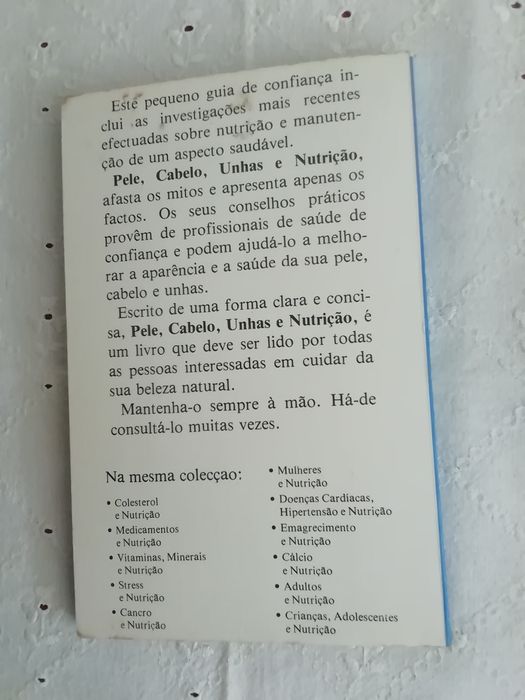 Este pequeno guia de confiança in-
clui as investigações mais recentes
efectuadas sobre nutrição e manuten-
ção de um aspecto saudável.
Pele, Cabelo, Unhas e Nutrição,
afasta os mitos e apresenta apenas os
factos. Os seus conselhos práticos
provêm de profissionais de saúde de
confiança e podem ajudá-lo a melho-
rar a aparência e a saúde da sua pele,
cabelo e unhas.
Escrito de uma forma clara e conci-
sa, Pele, Cabelo, Unhas e Nutrição, é
um livro que deve ser lido por todas
as pessoas interessadas em cuidar da
sua beleza natural.
Mantenha-o sempre à mão. Há-de
consultá-lo muitas vezes.
Na mesma colecçao:
• Colesterol
e Nutrição
• Medicamentos
e Nutrição
• Vitaminas, Minerais
e Nutrição
• Stress
e Nutrição
• Cancro
e Nutrição
• Mulheres
e Nutrição
• Doenças Cardiacas,
Hipertensão e Nutrição
• Emagrecimento
e Nutrição
• Cálcio
e Nutrição
• Adultos
e Nutrição
• Crianças, Adolescentes
e Nutrição